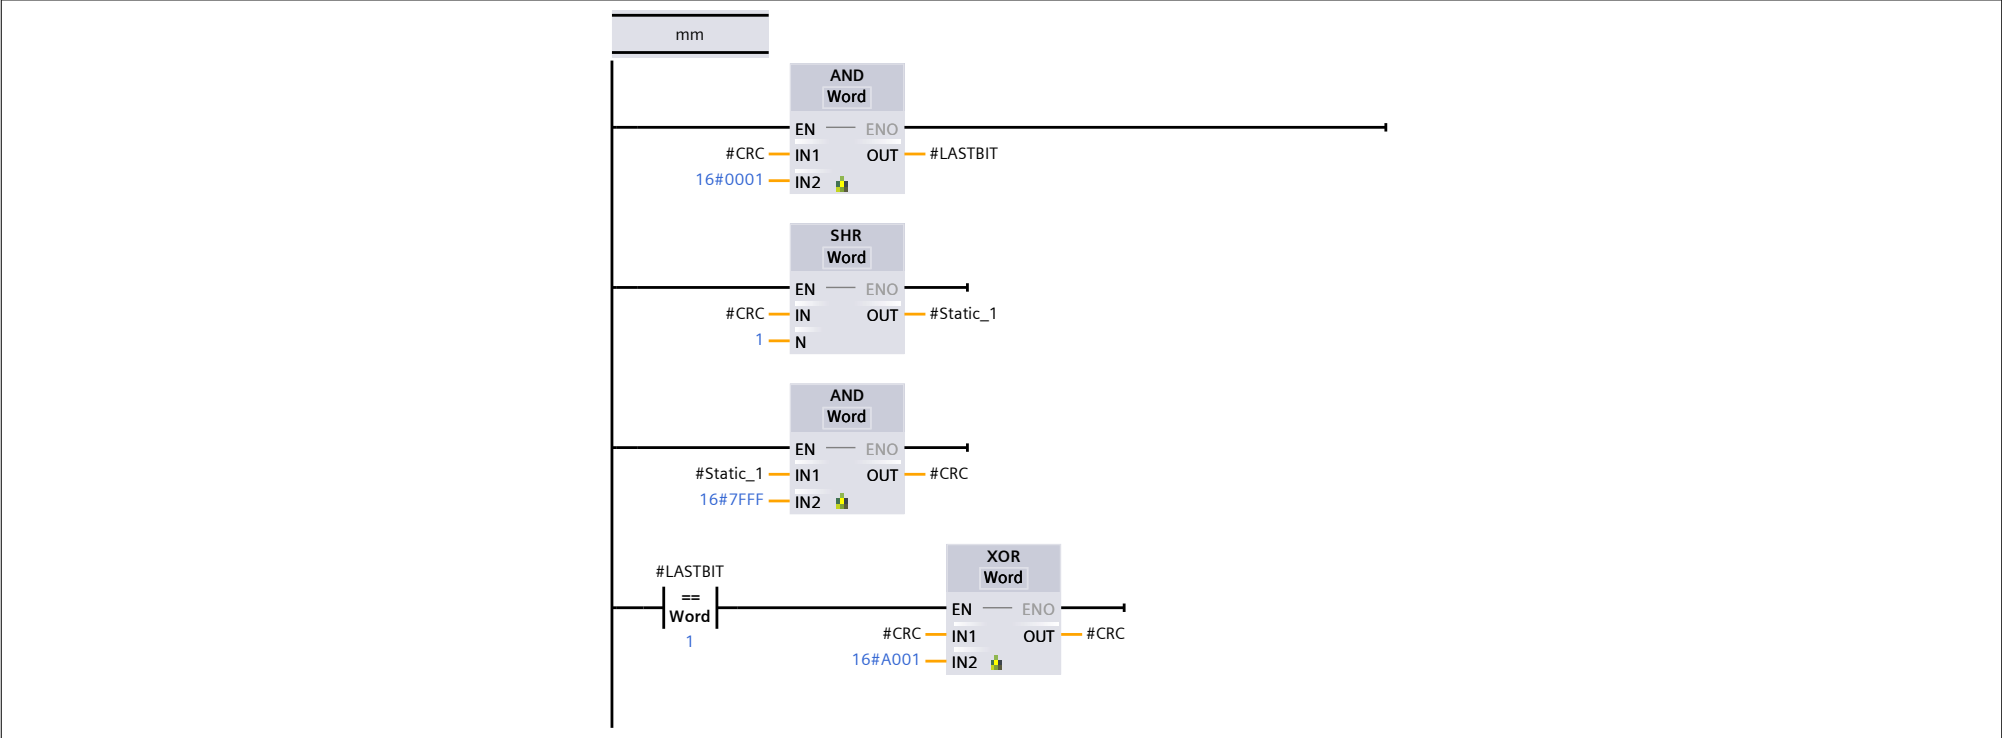 mm
AND
Word
EN ENO
#CRC IN1 OUT #LASTBIT
16#0001 IN2
SHR
Word
EN ENO
#CRC IN OUT #Static_1
1 N
AND
Word
EN ENO
#Static_1 IN1 OUT #CRC
16#7FFF IN2
XOR
#LASTBIT Word
==
Word EN ENO
1 #CRC IN1 OUT #CRC
16#A001 IN2